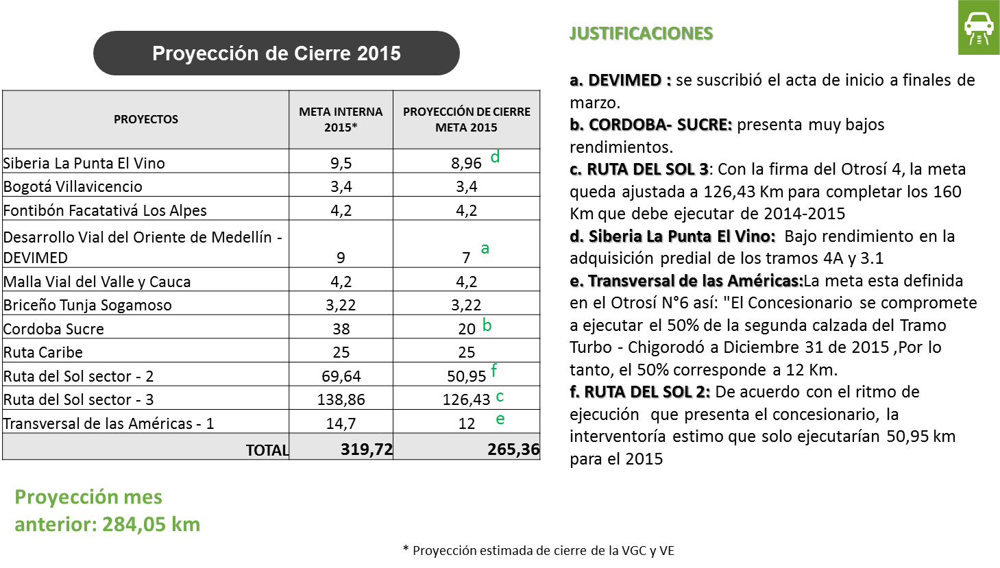 Proyección de Cierre 2015
PROYECTOS META INTERNA 2015* PROYECCIÓN DE CIERRE META 2015
Siberia La Punta El Vino 9,5 8,96 d
Bogotá Villavicencio 3,4 3,4
Fontibón Facatativá Los Alpes 4,2 4,2
Desarrollo Vial del Oriente de Medellín -
DEVIMED 9 7 a
Malla Vial del Valle y Cauca 4,2 4,2
Briceño Tunja Sogamoso 3,22 3,22
Cordoba Sucre 38 20 b
Ruta Caribe 25 25
Ruta del Sol sector - 2 69,64 50,95 f
Ruta del Sol sector - 3 138,86 126,43 c
Transversal de las Américas - 1 14,7 12 e
TOTAL 319,72 265,36
Proyección mes
anterior: 284,05 km
JUSTIFICACIONES
a. DEVIMED : se suscribió el acta de inicio a finales de
marzo.
b. CORDOBA- SUCRE: presenta muy bajos
rendimientos.
c. RUTA DEL SOL 3: Con la firma del Otrosí 4, la meta
queda ajustada a 126,43 Km para completar los 160
Km que debe ejecutar de 2014-2015
d. Siberia La Punta El Vino: Bajo rendimiento en la
adquisición predial de los tramos 4A y 3.1
e. Transversal de las Américas:La meta esta definida
en el Otrosí N°6 así: "El Concesionario se compromete
a ejecutar el 50% de la segunda calzada del Tramo
Turbo - Chigorodó a Diciembre 31 de 2015 ,Por lo
tanto, el 50% corresponde a 12 Km.
f. RUTA DEL SOL 2: De acuerdo con el ritmo de
ejecución que presenta el concesionario, la
interventoría estimo que solo ejecutarían 50,95 km
para el 2015
* Proyección estimada de cierre de la VGC y VE